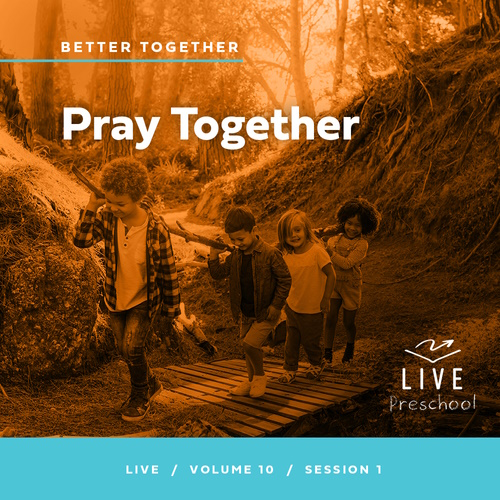 BETTER TOGETHER
Pray Together
LIVE
Preschool
LIVE / VOLUME 10 / SESSION 1